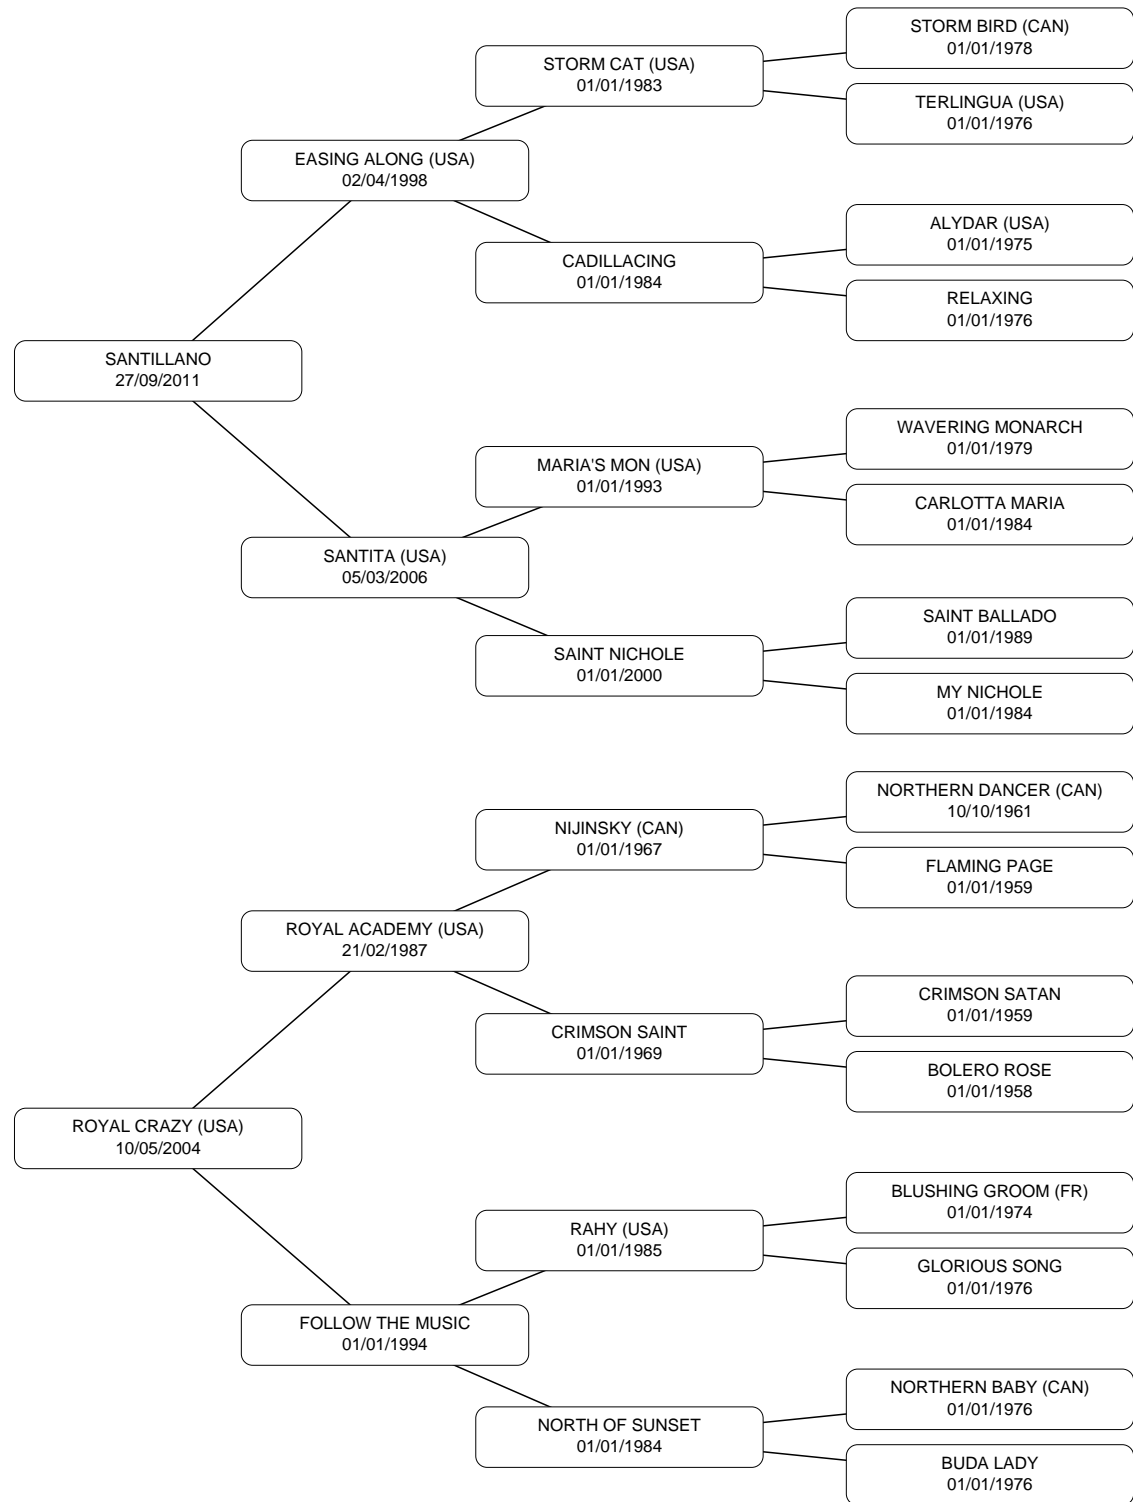 STORM BIRD (CAN)
01/01/1978
STORM CAT (USA)
01/01/1983
TERLINGUA (USA)
01/01/1976
EASING ALONG (USA)
02/04/1998
ALYDAR (USA)
01/01/1975
CADILLACING
01/01/1984
RELAXING
01/01/1976
SANTILLANO
27/09/2011
WAVERING MONARCH
01/01/1979
MARIA'S MON (USA)
01/01/1993
CARLOTTA MARIA
01/01/1984
SANTITA (USA)
05/03/2006
SAINT BALLADO
01/01/1989
SAINT NICHOLE
01/01/2000
MY NICHOLE
01/01/1984
NORTHERN DANCER (CAN)
10/10/1961
NIJINSKY (CAN)
01/01/1967
FLAMING PAGE
01/01/1959
ROYAL ACADEMY (USA)
21/02/1987
CRIMSON SATAN
01/01/1959
CRIMSON SAINT
01/01/1969
BOLERO ROSE
01/01/1958
ROYAL CRAZY (USA)
10/05/2004
BLUSHING GROOM (FR)
01/01/1974
RAHY (USA)
01/01/1985
GLORIOUS SONG
01/01/1976
FOLLOW THE MUSIC
01/01/1994
NORTHERN BABY (CAN)
01/01/1976
NORTH OF SUNSET
01/01/1984
BUDA LADY
01/01/1976